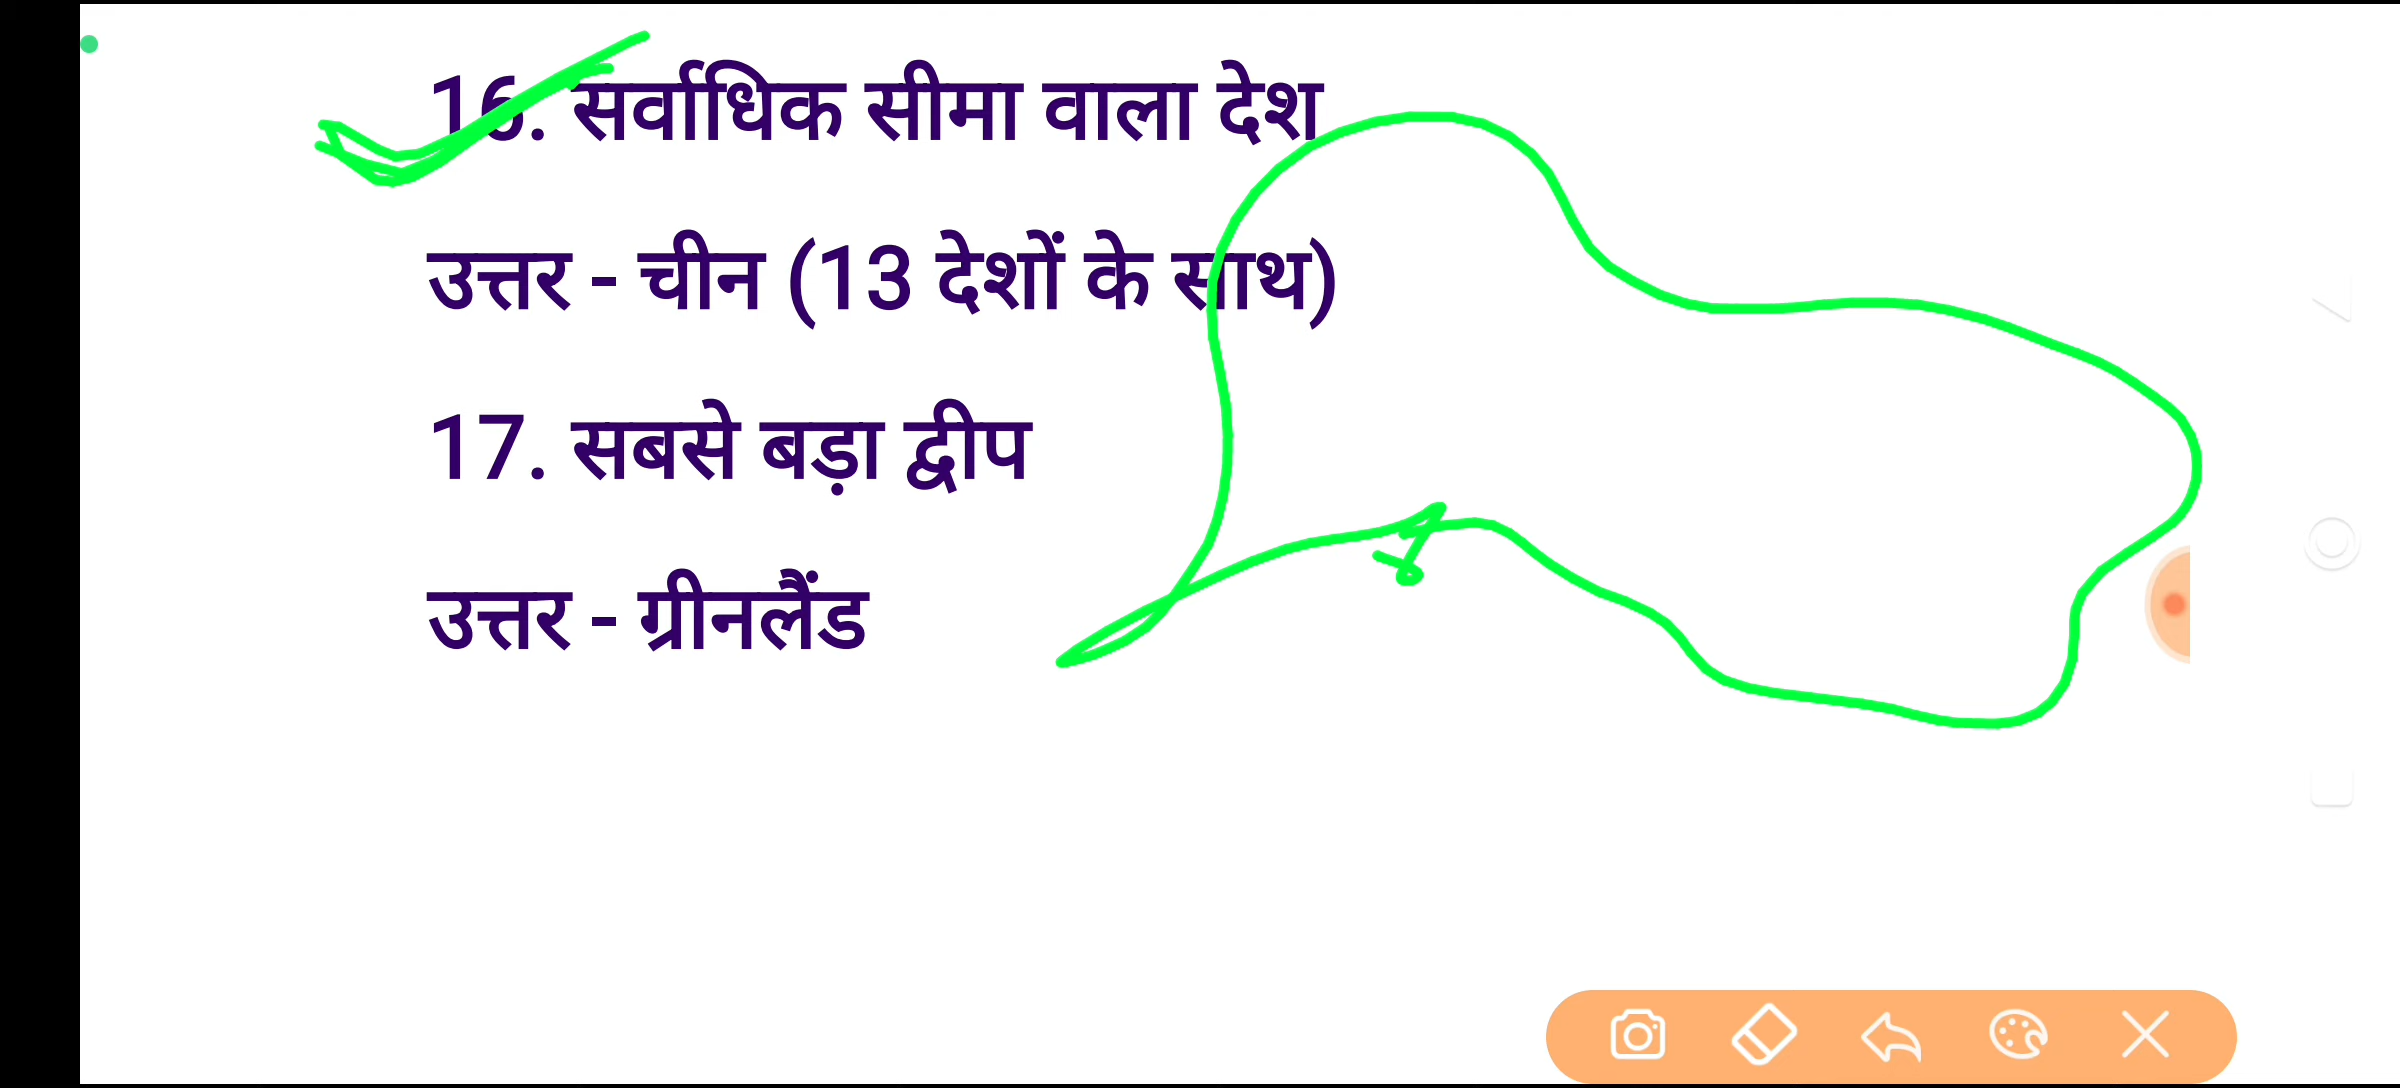 16. सर्वाधिक सीमा वाला देश
उत्तर - चीन (13 देशों के साथ)
17. सबसे बड़ा द्वीप
उत्तर - ग्रीनलैंड